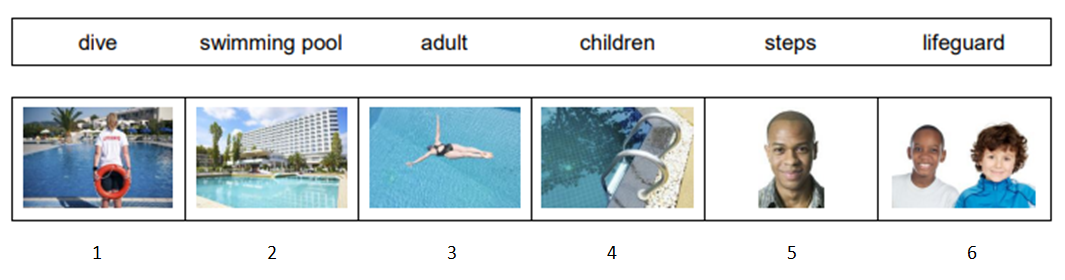 dive swimming pool adult children steps lifeguard
1 2 3 4 5 6